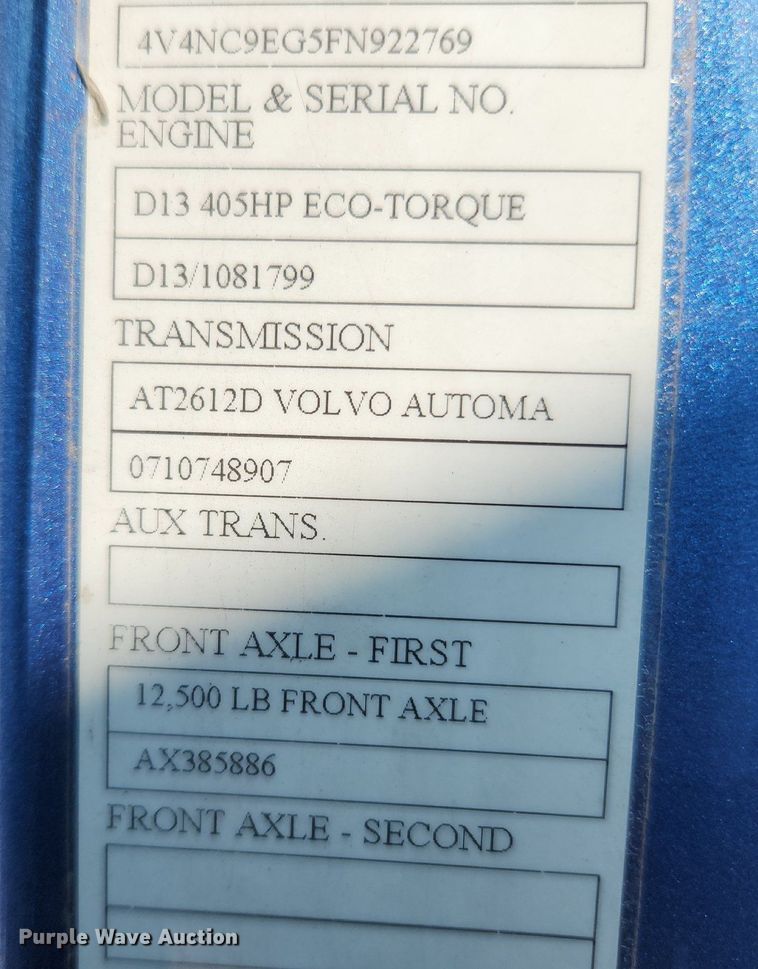 4V4NC9EG5FN922769
MODEL & SERIAL NO.
ENGINE
D13 405HP ECO-TORQUE
D13/1081799
TRANSMISSION
AT2612D VOLVO AUTOMA
0710748907
AUX TRANS.
FRONT AXLE - FIRST
12,500 LB FRONT AXLE
AX385886
FRONT AXLE - SECOND
Purple Wave Auction